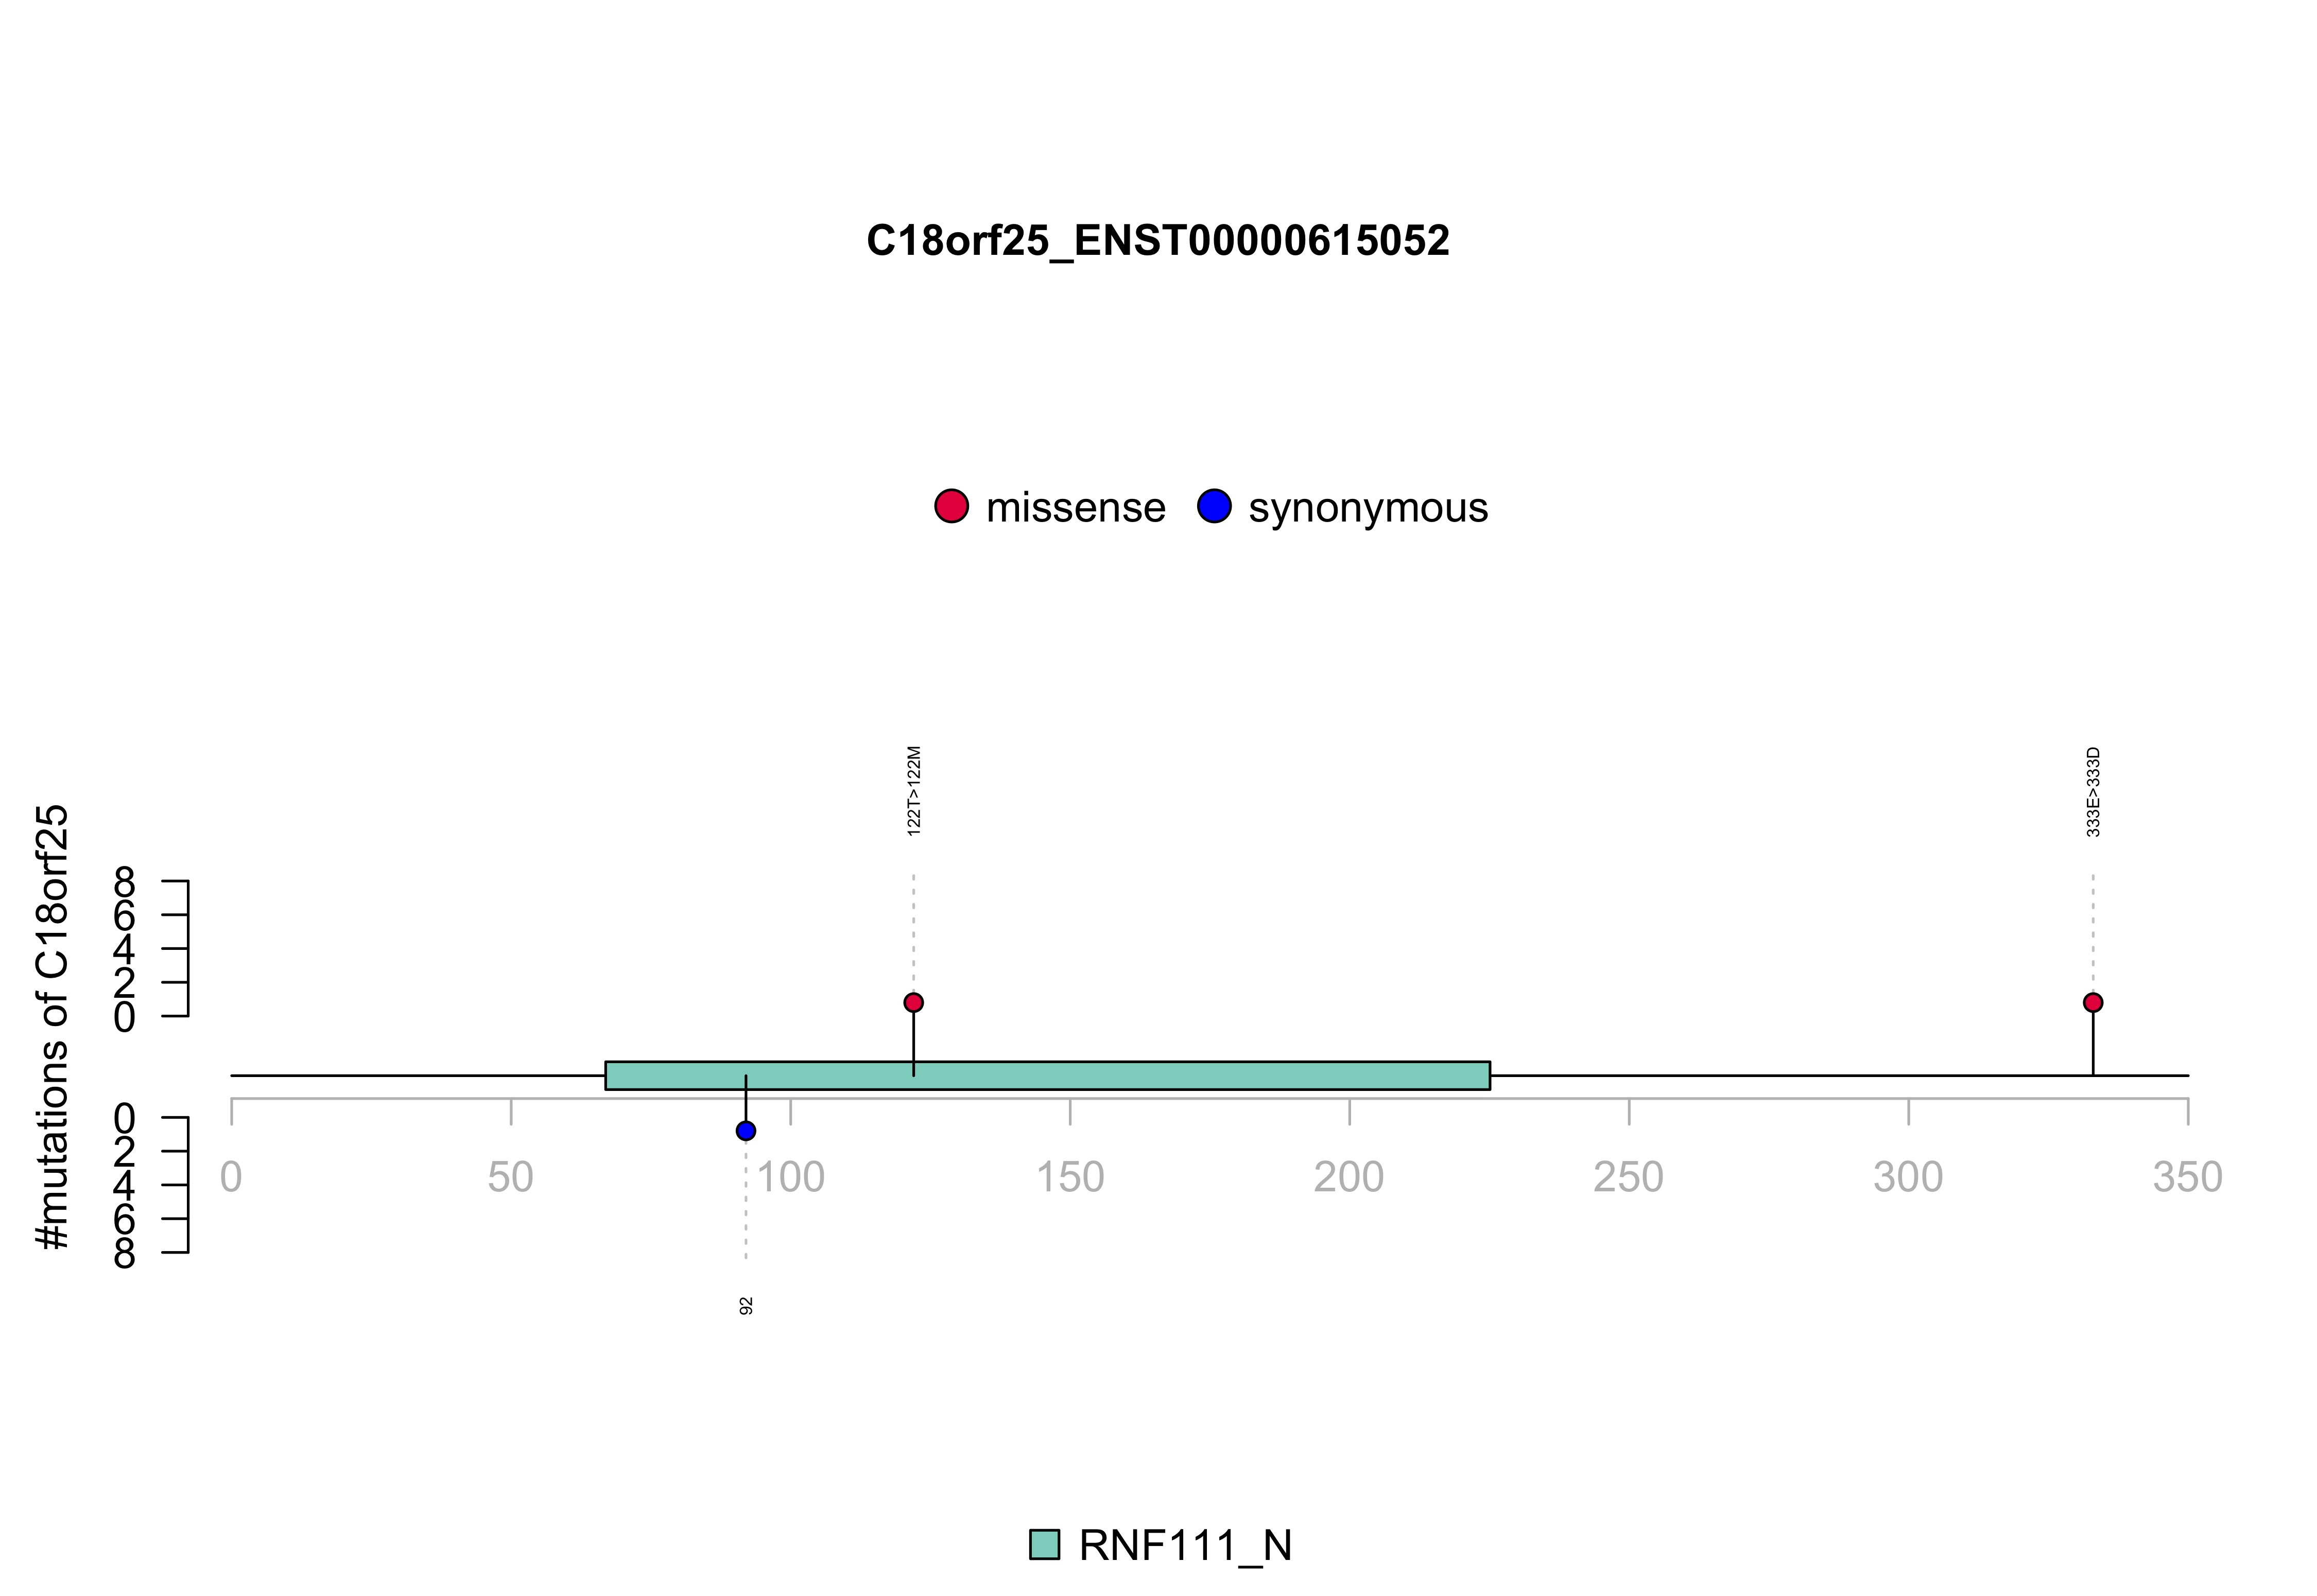 C18orf25_ENST00000615052
missense synonymous
122T>122M
333E>333D
#mutations of C18orf25
8
6
4
2
0
0
2
4
6
8
0 50 100 150 200 250 300 350
92
RNF111_N